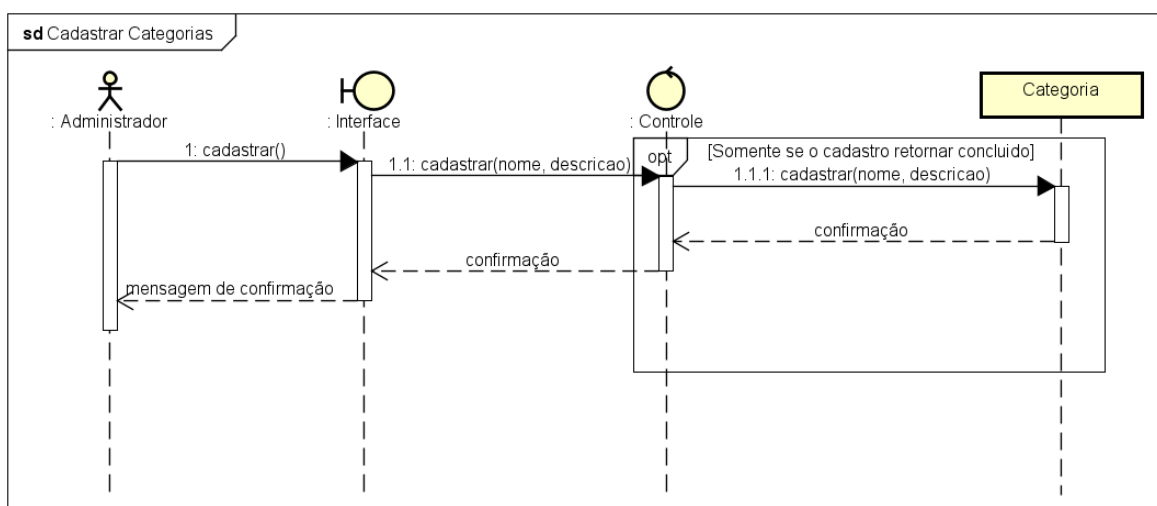 sd Cadastrar Categorias
: Administrador
: Interface
: Controle
Categoria
1: cadastrar()
1.1: cadastrar(nome, descricao)
opt
[Somente se o cadastro retornar concluido]
1.1.1: cadastrar(nome, descricao)
confirmação
confirmação
mensagem de confirmação